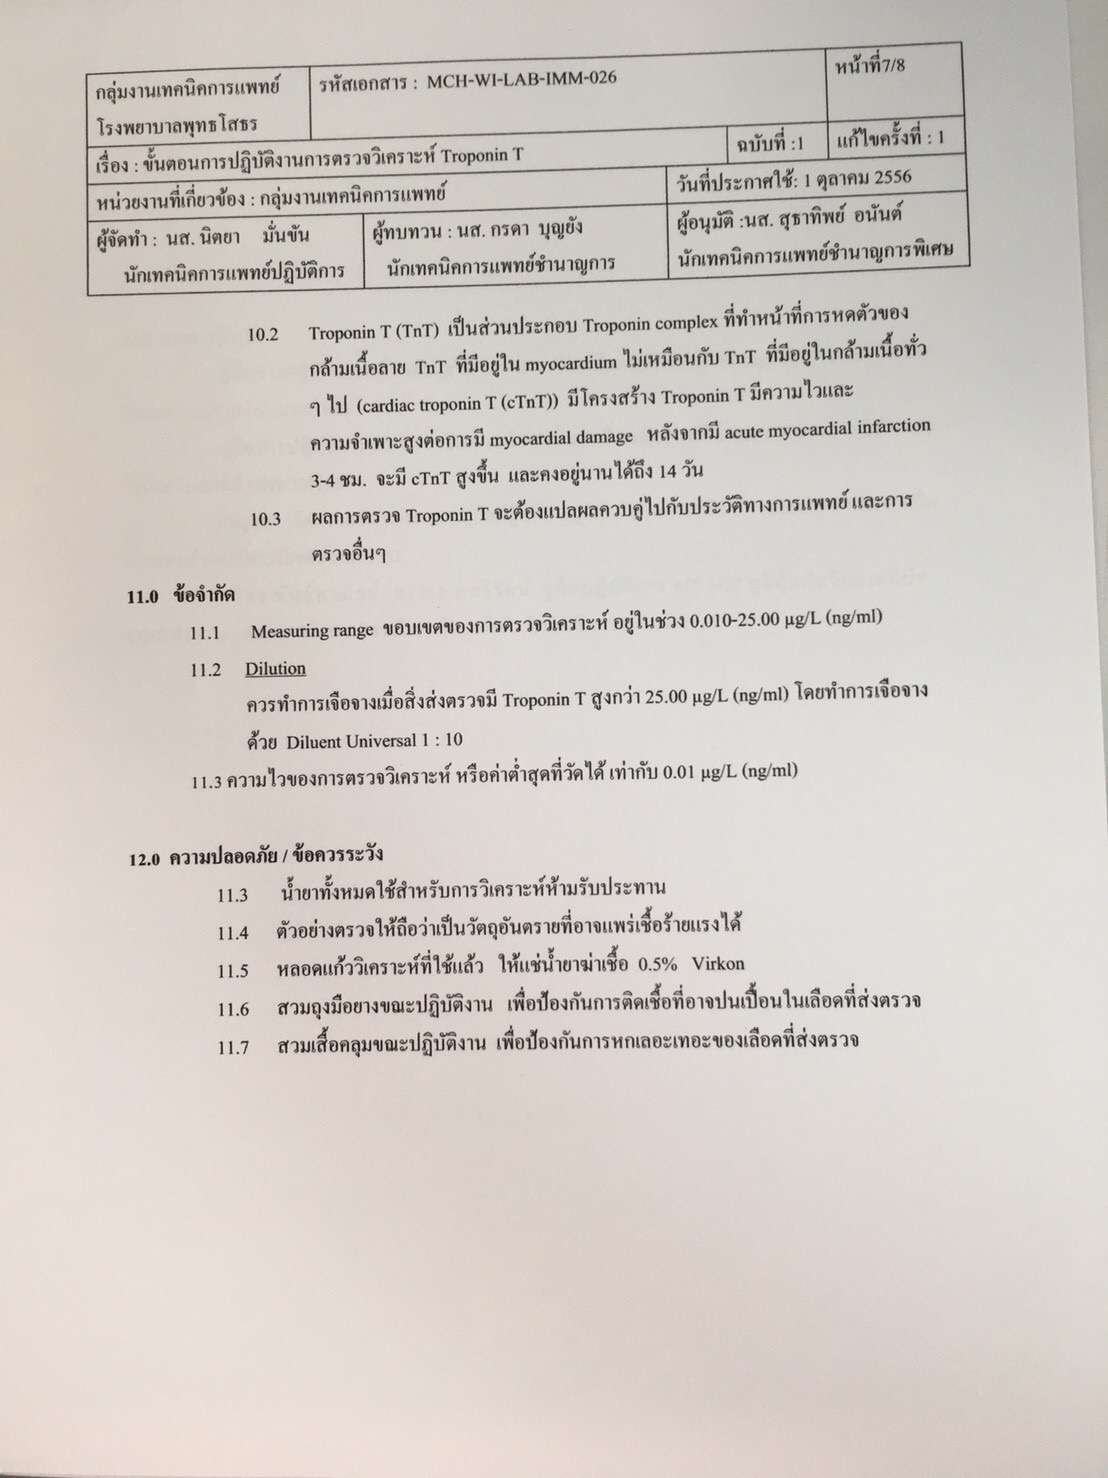 กลุ่มงานเทคนิคการแพทย์
โรงพยาบาลพุทธโสธร
รหัสเอกสาร : MCH-WI-LAB-IMM-026
หน้าที่7/8
เรื่อง : ขั้นตอนการปฏิบัติงานการตรวจวิเคราะห์ Troponin T
ฉบับที่ :1
แก้ไขครั้งที่ : 1
หน่วยงานที่เกี่ยวข้อง : กลุ่มงานเทคนิคการแพทย์
วันที่ประกาศใช้: 1 ตุลาคม 2556
ผู้จัดทำ : นส. นิตยา มั่นขัน
นักเทคนิคการแพทย์ปฏิบัติการ
ผู้ทบทวน : นส. กรดา บุญยัง
นักเทคนิคการแพทย์ชำนาญการ
ผู้อนุมัติ :นส. สุธาทิพย์ อนันต์
นักเทคนิคการแพทย์ชำนาญการพิเศษ
10.2 Troponin T (TnT) เป็นส่วนประกอบ Troponin complex ที่ทำหน้าที่การหดตัวของ
กล้ามเนื้อลาย TnT ที่มีอยู่ใน myocardium ไม่เหมือนกับ TnT ที่มีอยู่ในกล้ามเนื้อทั่ว
ๆ ไป (cardiac troponin T (cTnT)) มีโครงสร้าง Troponin T มีความไวและ
ความจำเพาะสูงต่อการมี myocardial damage หลังจากมี acute myocardial infarction
3-4 ชม. จะมี cTnT สูงขึ้น และคงอยู่นานได้ถึง 14 วัน
10.3 ผลการตรวจ Troponin T จะต้องแปลผลควบคู่ไปกับประวัติทางการแพทย์ และการ
ตรวจอื่นๆ
11.0 ข้อจำกัด
11.1 Measuring range ขอบเขตของการตรวจวิเคราะห์ อยู่ในช่วง 0.010-25.00 µg/L (ng/ml)
11.2 Dilution
ควรทำการเจือจางเมื่อสิ่งส่งตรวจมี Troponin T สูงกว่า 25.00 µg/L (ng/ml) โดยทำการเจือจาง
ด้วย Diluent Universal 1 : 10
11.3 ความไวของการตรวจวิเคราะห์ หรือค่าต่ำสุดที่วัดได้ เท่ากับ 0.01 µg/L (ng/ml)
12.0 ความปลอดภัย / ข้อควรระวัง
11.3 น้ำยาทั้งหมดใช้สำหรับการวิเคราะห์ห้ามรับประทาน
11.4 ตัวอย่างตรวจให้ถือว่าเป็นวัตถุอันตรายที่อาจแพร่เชื้อร้ายแรงได้
11.5 หลอดแก้ววิเคราะห์ที่ใช้แล้ว ให้แช่น้ำยาฆ่าเชื้อ 0.5% Virkon
11.6 สวมถุงมือยางขณะปฏิบัติงาน เพื่อป้องกันการติดเชื้อที่อาจปนเปื้อนในเลือดที่ส่งตรวจ
11.7 สวมเสื้อคลุมขณะปฏิบัติงาน เพื่อป้องกันการหกเลอะเทอะของเลือดที่ส่งตรวจ